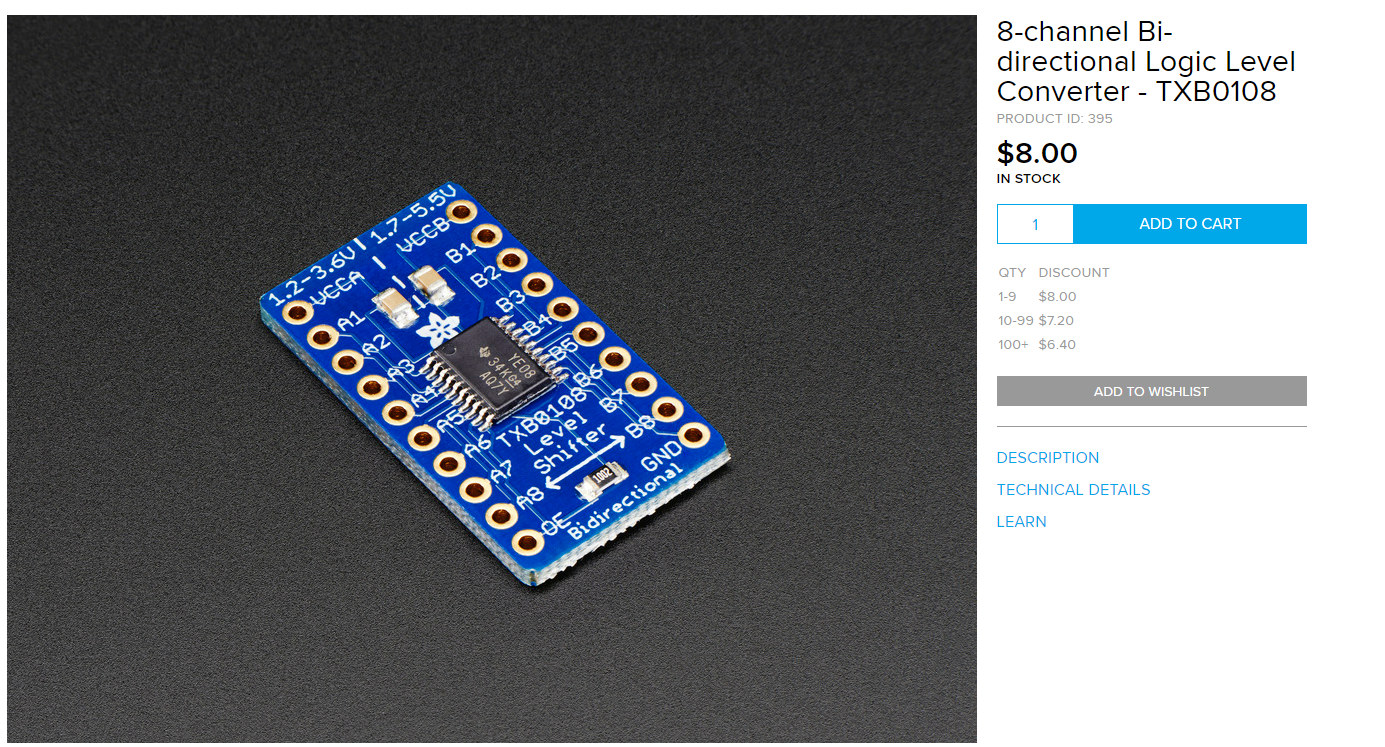 1.2-3.6V | 1.7-5.5V
VCCA | VCCB
A1
A2
A3
A4
A5
A6
A7
A8
OE
B1
B2
B3
B4
B5
B6
B7
B8
GND
YE08
34KG4
AQ7Y
TXB0108
Level
Shifter
1002
Bidirectional
8-channel Bi-
directional Logic Level
Converter - TXB0108
PRODUCT ID: 395
$8.00
IN STOCK
1 ADD TO CART
QTY DISCOUNT
1-9 $8.00
10-99 $7.20
100+ $6.40
ADD TO WISHLIST
DESCRIPTION
TECHNICAL DETAILS
LEARN